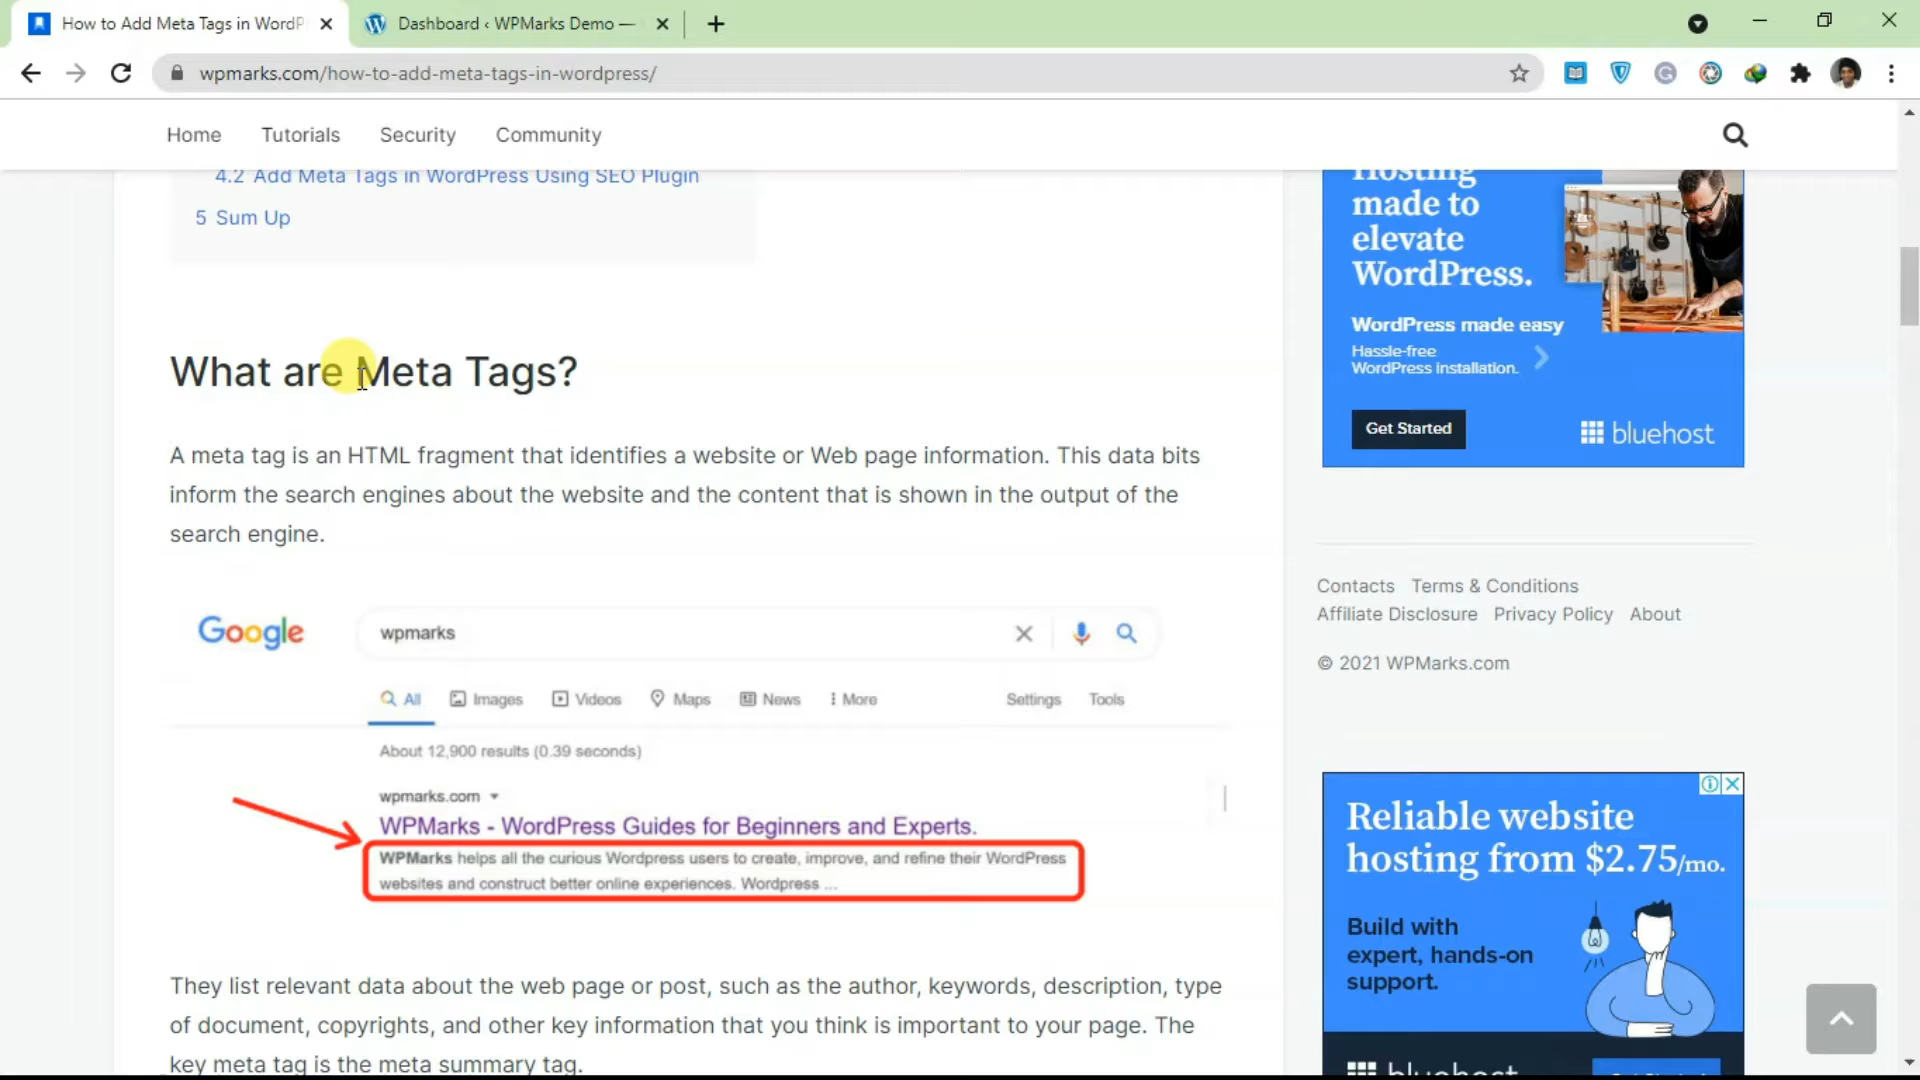 How to Add Meta Tags in WordP
Dashboard ‹ WPMarks Demo —
wpmarks.com/how-to-add-meta-tags-in-wordpress/
Home Tutorials Security Community
4.2 Add Meta Tags in WordPress Using SEO Plugin
5 Sum Up
What are Meta Tags?
A meta tag is an HTML fragment that identifies a website or Web page information. This data bits
inform the search engines about the website and the content that is shown in the output of the
search engine.
Google
wpmarks
All Images Videos Maps News More Settings Tools
About 12,900 results (0.39 seconds)
wpmarks.com
WPMarks - WordPress Guides for Beginners and Experts.
WPMarks helps all the curious Wordpress users to create, improve, and refine their WordPress
websites and construct better online experiences. Wordpress ...
They list relevant data about the web page or post, such as the author, keywords, description, type
of document, copyrights, and other key information that you think is important to your page. The
key meta tag is the meta summary tag.
Hosting
made to
elevate
WordPress.
WordPress made easy
Hassle-free
WordPress installation.
Get Started
bluehost
Contacts Terms & Conditions
Affiliate Disclosure Privacy Policy About
© 2021 WPMarks.com
Reliable website
hosting from $2.75/mo.
Build with
expert, hands-on
support.
bluehost